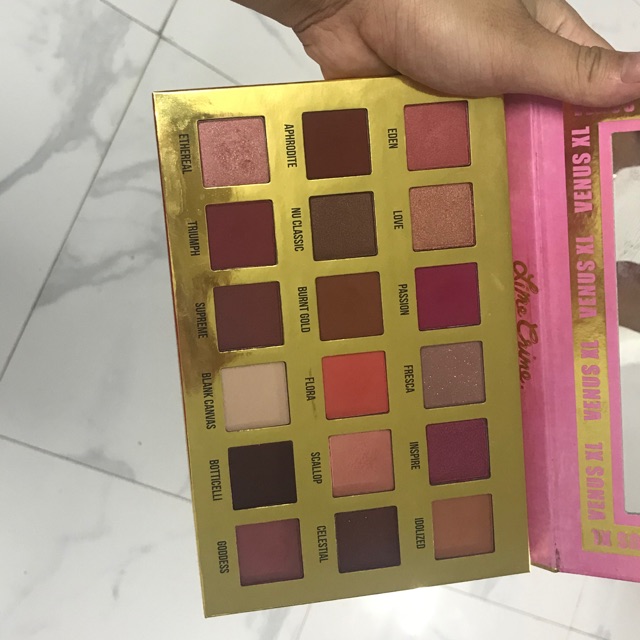 VENUS XL VENUS XL VENUS XL VENUS XL
Lime Crime.
EDEN LOVE PASSION FRESCA INSPIRE IDOLIZED
APHRODITE NU CLASSIC BURNT GOLD FLORA SCALLOP CELESTIAL
ETHEREAL TRIUMPH SUPREME BLANK CANVAS BOTTICELLI GODDESS